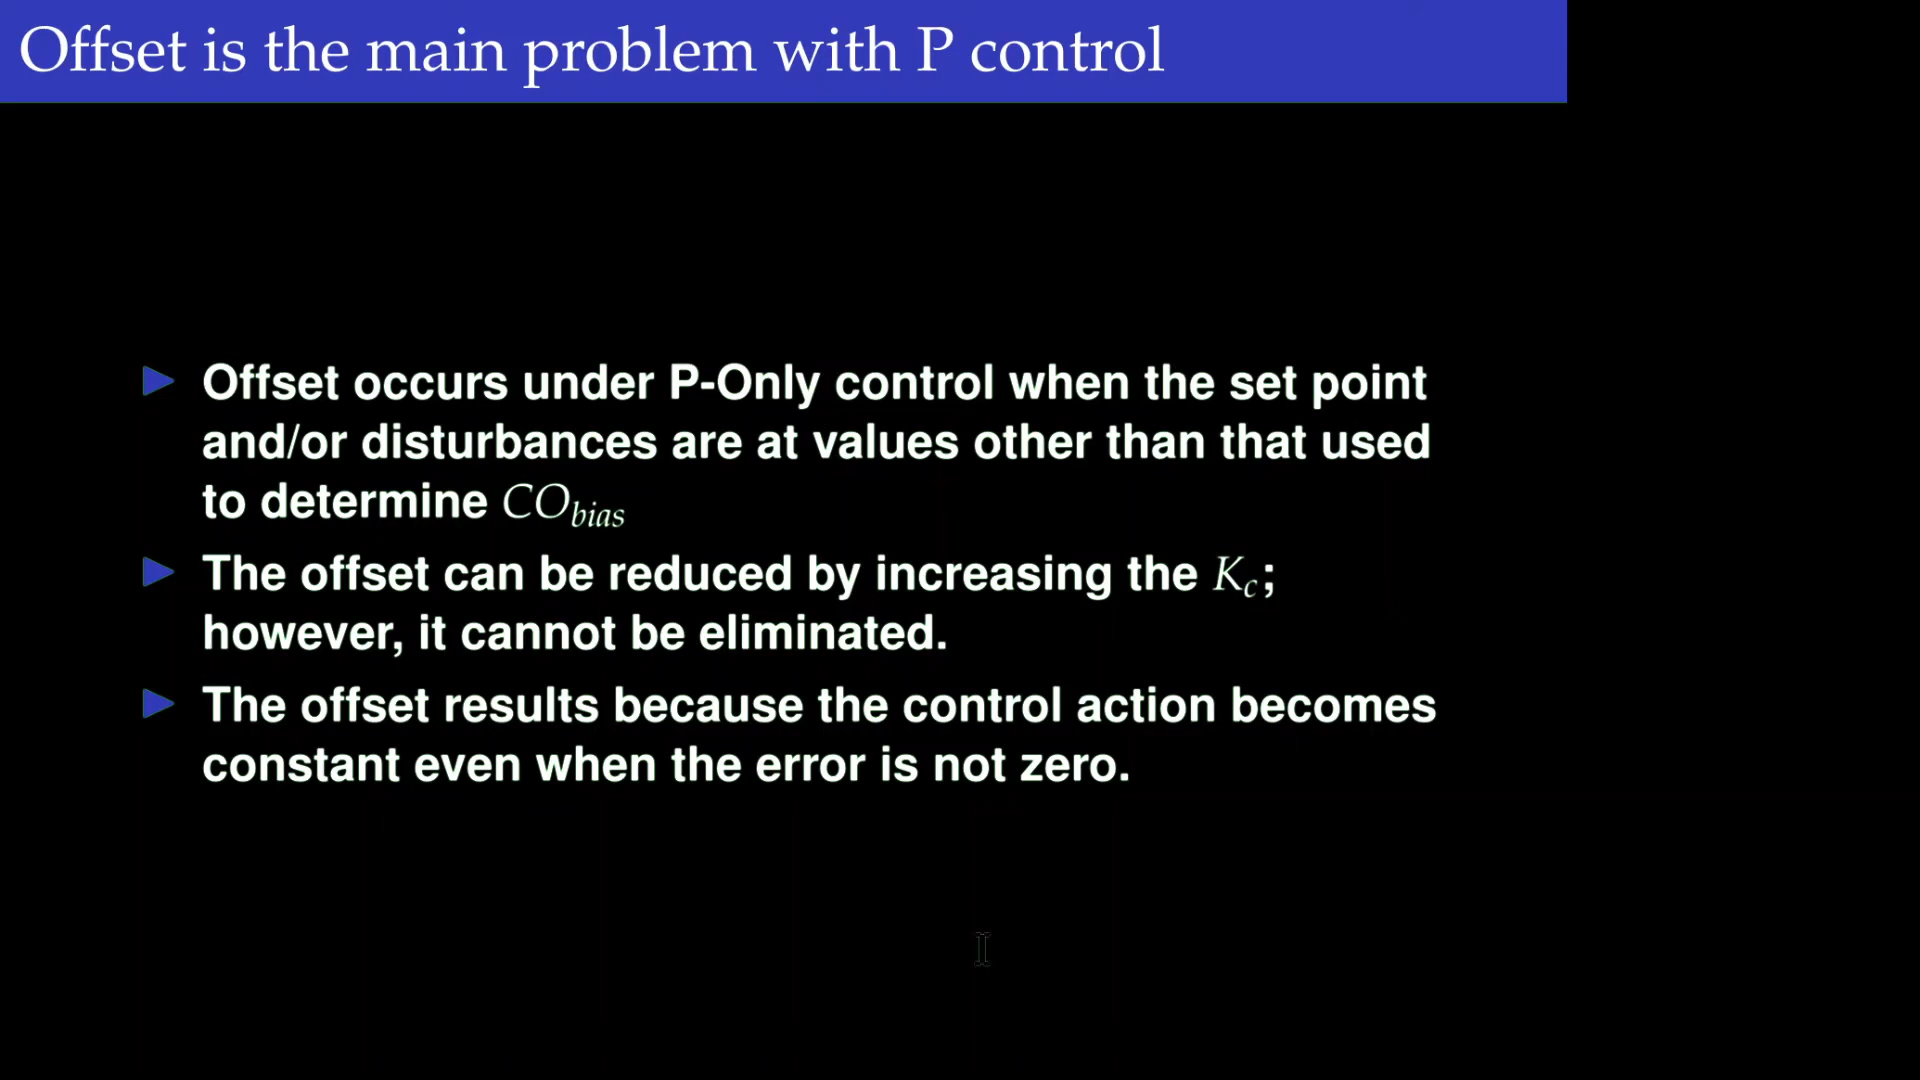 Offset is the main problem with P control
Offset occurs under P-Only control when the set point
and/or disturbances are at values other than that used
to determine CO_bias
The offset can be reduced by increasing the K_c;
however, it cannot be eliminated.
The offset results because the control action becomes
constant even when the error is not zero.